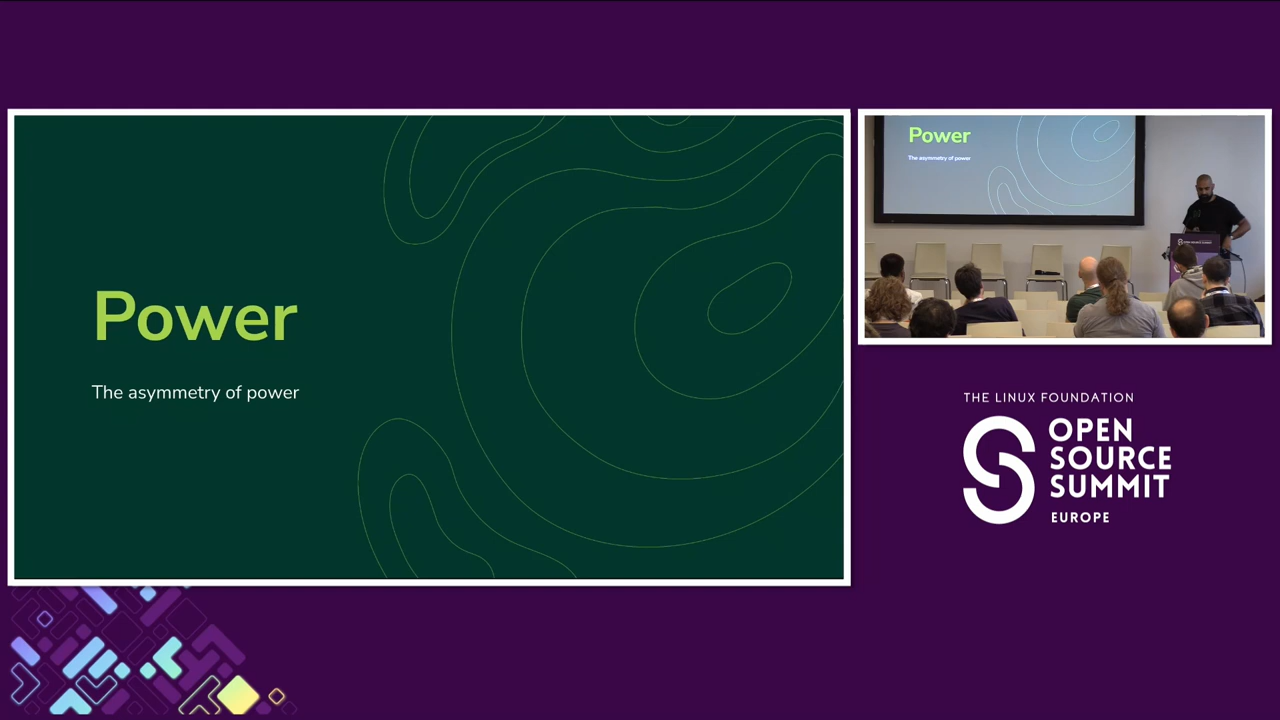 Power
The asymmetry of power
Power
The asymmetry of power
THE LINUX FOUNDATION
OPEN
SOURCE
SUMMIT
EUROPE